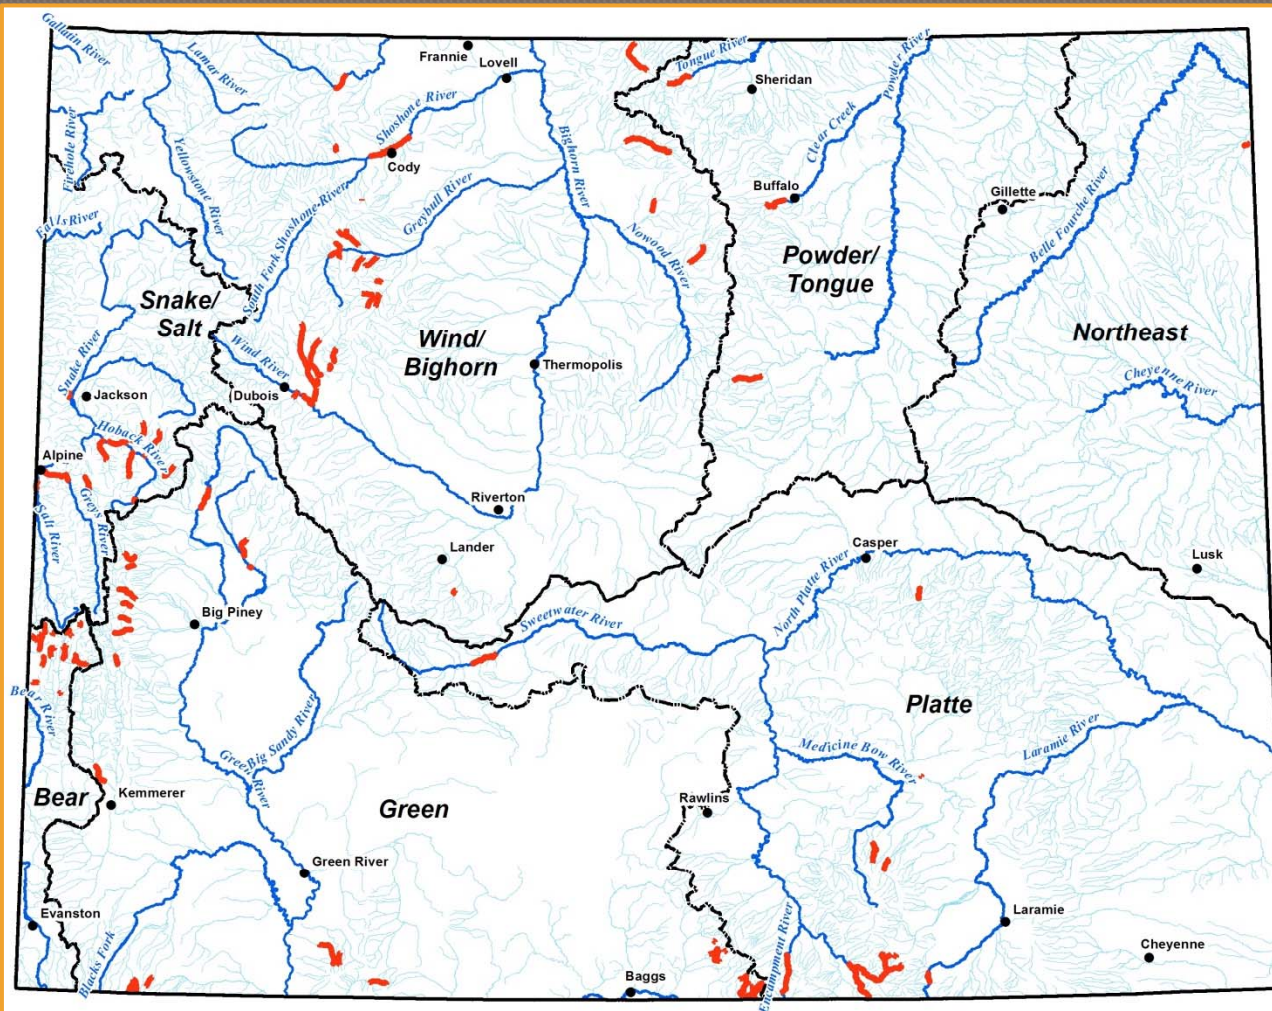 Gallatin River
Lamar River
Frannie
Lovell
Tongue River
Sheridan
Powder River
Firehole River
Yellowstone River
Shoshone River
Cody
Bighorn River
Clear Creek
Buffalo
Gillette
Belle Fourche River
Falls River
South Fork Shoshone River
Greybull River
Nowood River
Powder/
Tongue
Snake/
Salt
Wind/
Bighorn
Northeast
Snake River
Wind River
Thermopolis
Cheyenne River
Jackson
Dubois
Hoback River
Alpine
Greys River
Salt River
Riverton
Lander
Casper
Lusk
North Platte River
Big Piney
Sweetwater River
Bear River
Platte
Big Sandy River
Green River
Medicine Bow River
Laramie River
Bear
Kemmerer
Green
Rawlins
Green River
Evanston
Laramie
Blacks Fork
Encampment River
Cheyenne
Baggs